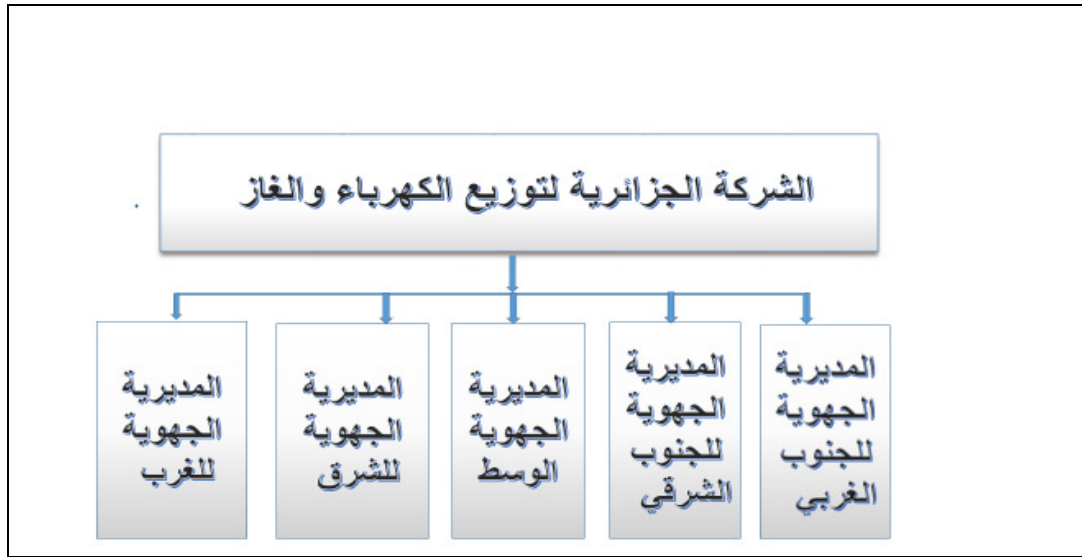 الشركة الجزائرية لتوزيع الكهرباء والغاز
المديرية
الجهوية
للجنوب
الغربي
المديرية
الجهوية
للجنوب
الشرقي
المديرية
الجهوية
الوسط
المديرية
الجهوية
للشرق
المديرية
الجهوية
للغرب